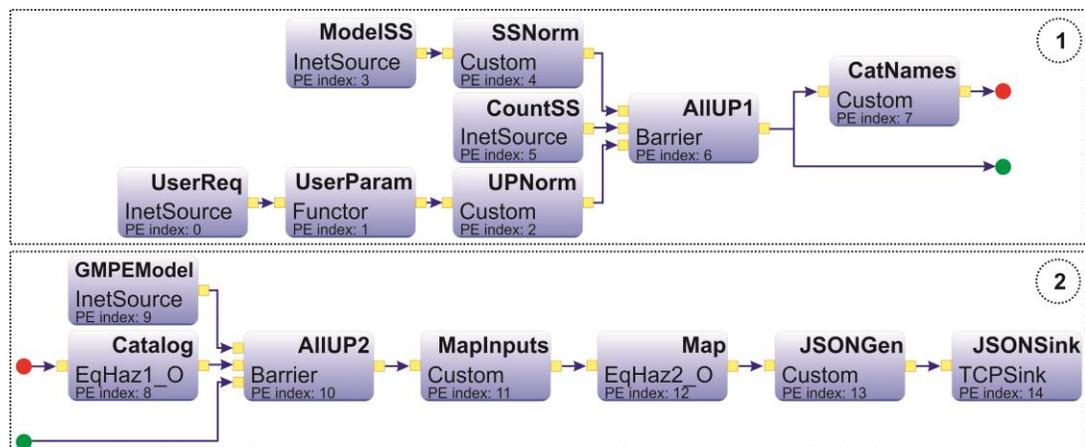 1
ModelSS
InetSource
PE index: 3
SSNorm
Custom
PE index: 4
CountSS
InetSource
PE index: 5
AllUP1
Barrier
PE index: 6
CatNames
Custom
PE index: 7
UserReq
InetSource
PE index: 0
UserParam
Functor
PE index: 1
UPNorm
Custom
PE index: 2
2
GMPEModel
InetSource
PE index: 9
Catalog
EqHaz1_O
PE index: 8
AllUP2
Barrier
PE index: 10
MapInputs
Custom
PE index: 11
Map
EqHaz2_O
PE index: 12
JSONGen
Custom
PE index: 13
JSONSink
TCPSink
PE index: 14